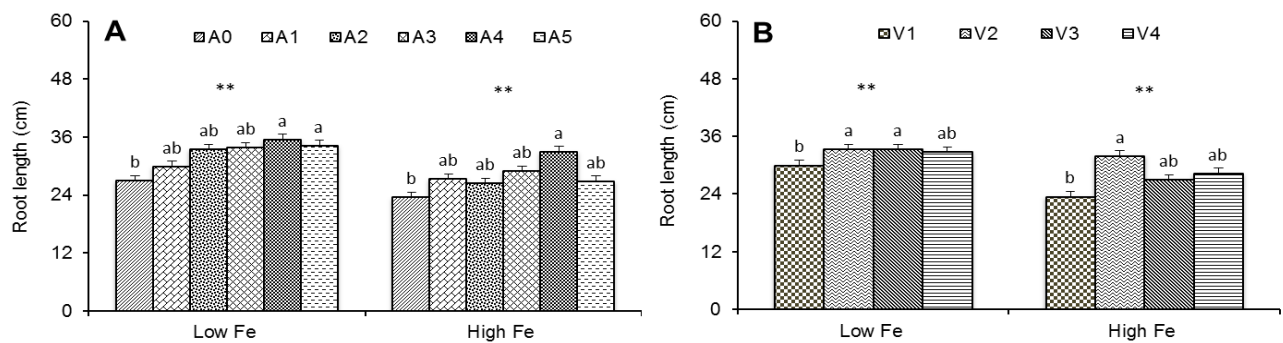 A
A0 A1 A2 A3 A4 A5
Root length (cm)
60
48
36
24
12
0
**
**
b ab ab ab a a
b ab ab ab a ab
Low Fe High Fe
B
V1 V2 V3 V4
Root length (cm)
60
48
36
24
12
0
**
**
b a a ab
b a ab ab
Low Fe High Fe